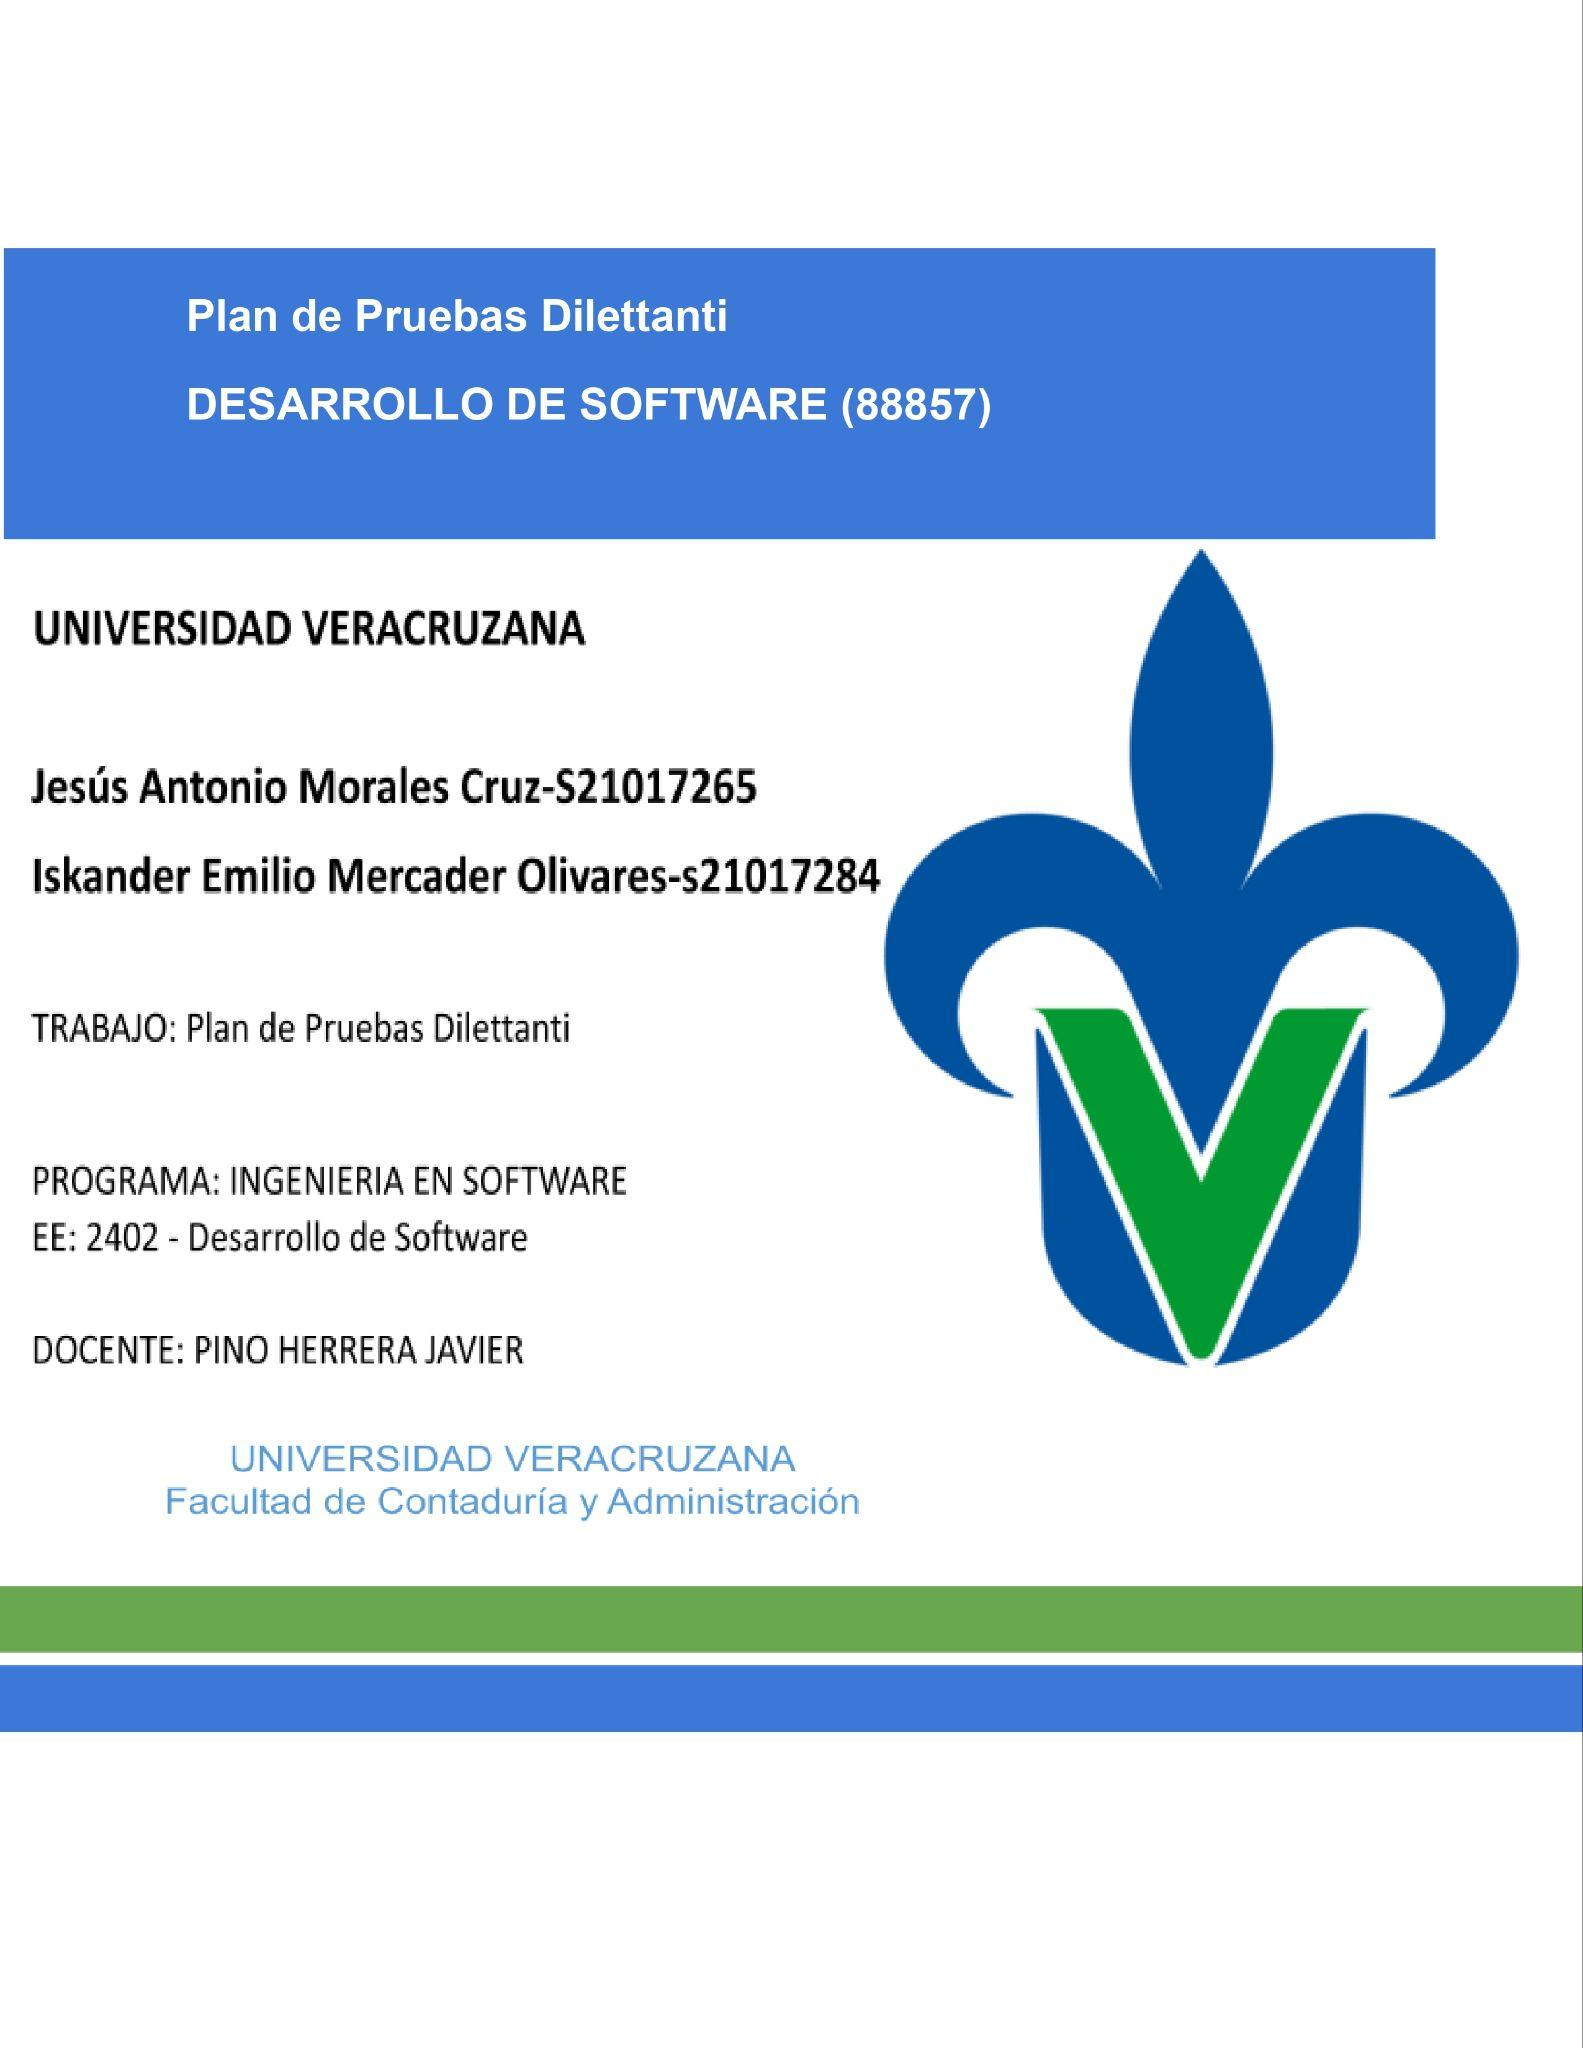 Plan de Pruebas Dilettanti
DESARROLLO DE SOFTWARE (88857)
UNIVERSIDAD VERACRUZANA
Jesús Antonio Morales Cruz-S21017265
Iskander Emilio Mercader Olivares-s21017284
TRABAJO: Plan de Pruebas Dilettanti
PROGRAMA: INGENIERIA EN SOFTWARE
EE: 2402 - Desarrollo de Software
DOCENTE: PINO HERRERA JAVIER
UNIVERSIDAD VERACRUZANA
Facultad de Contaduría y Administración